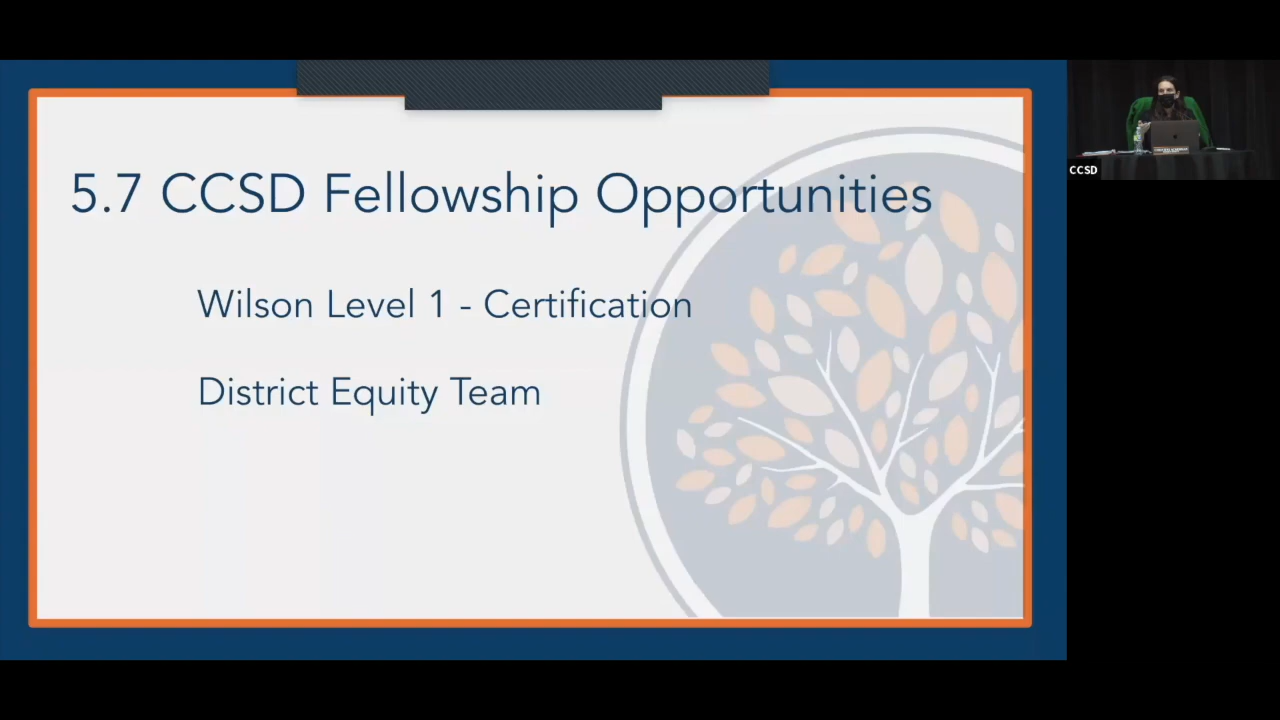 5.7 CCSD Fellowship Opportunities
Wilson Level 1 - Certification
District Equity Team
CCSD